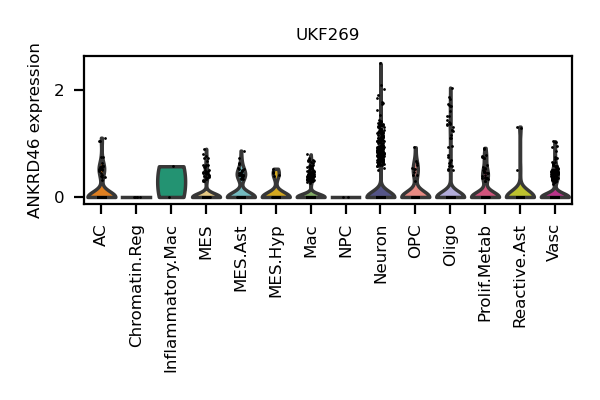 UKF269
ANKRD46 expression
2
0
AC
Chromatin.Reg
Inflammatory.Mac
MES
MES.Ast
MES.Hyp
Mac
NPC
Neuron
OPC
Oligo
Prolif.Metab
Reactive.Ast
Vasc